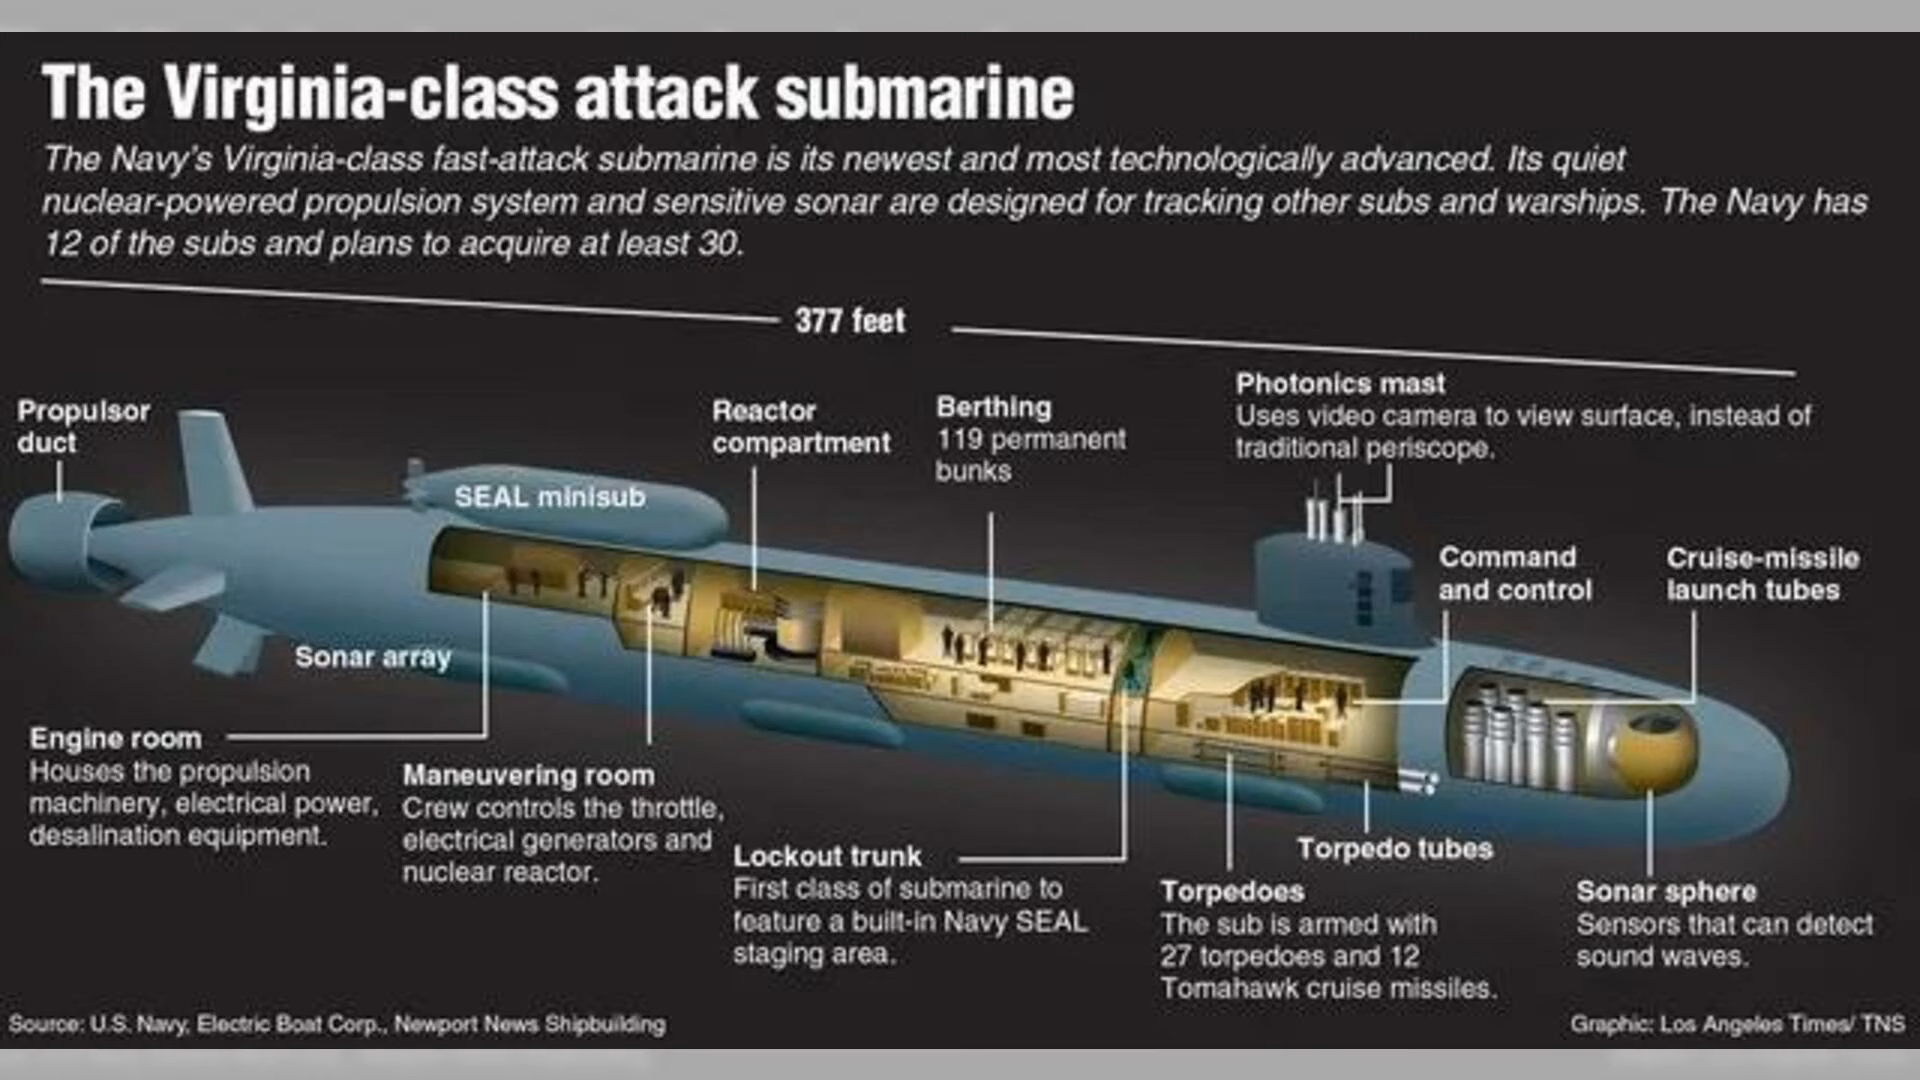 The Virginia-class attack submarine
The Navy's Virginia-class fast-attack submarine is its newest and most technologically advanced. Its quiet
nuclear-powered propulsion system and sensitive sonar are designed for tracking other subs and warships. The Navy has
12 of the subs and plans to acquire at least 30.
377 feet
Propulsor
duct
SEAL minisub
Reactor
compartment
Berthing
119 permanent
bunks
Photonics mast
Uses video camera to view surface, instead of
traditional periscope.
Command
and control
Cruise-missile
launch tubes
Sonar array
Engine room
Houses the propulsion
machinery, electrical power,
desalination equipment.
Maneuvering room
Crew controls the throttle,
electrical generators and
nuclear reactor.
Lockout trunk
First class of submarine to
feature a built-in Navy SEAL
staging area.
Torpedo tubes
Torpedoes
The sub is armed with
27 torpedoes and 12
Tomahawk cruise missiles.
Sonar sphere
Sensors that can detect
sound waves.
Source: U.S. Navy, Electric Boat Corp., Newport News Shipbuilding
Graphic: Los Angeles Times/ TNS